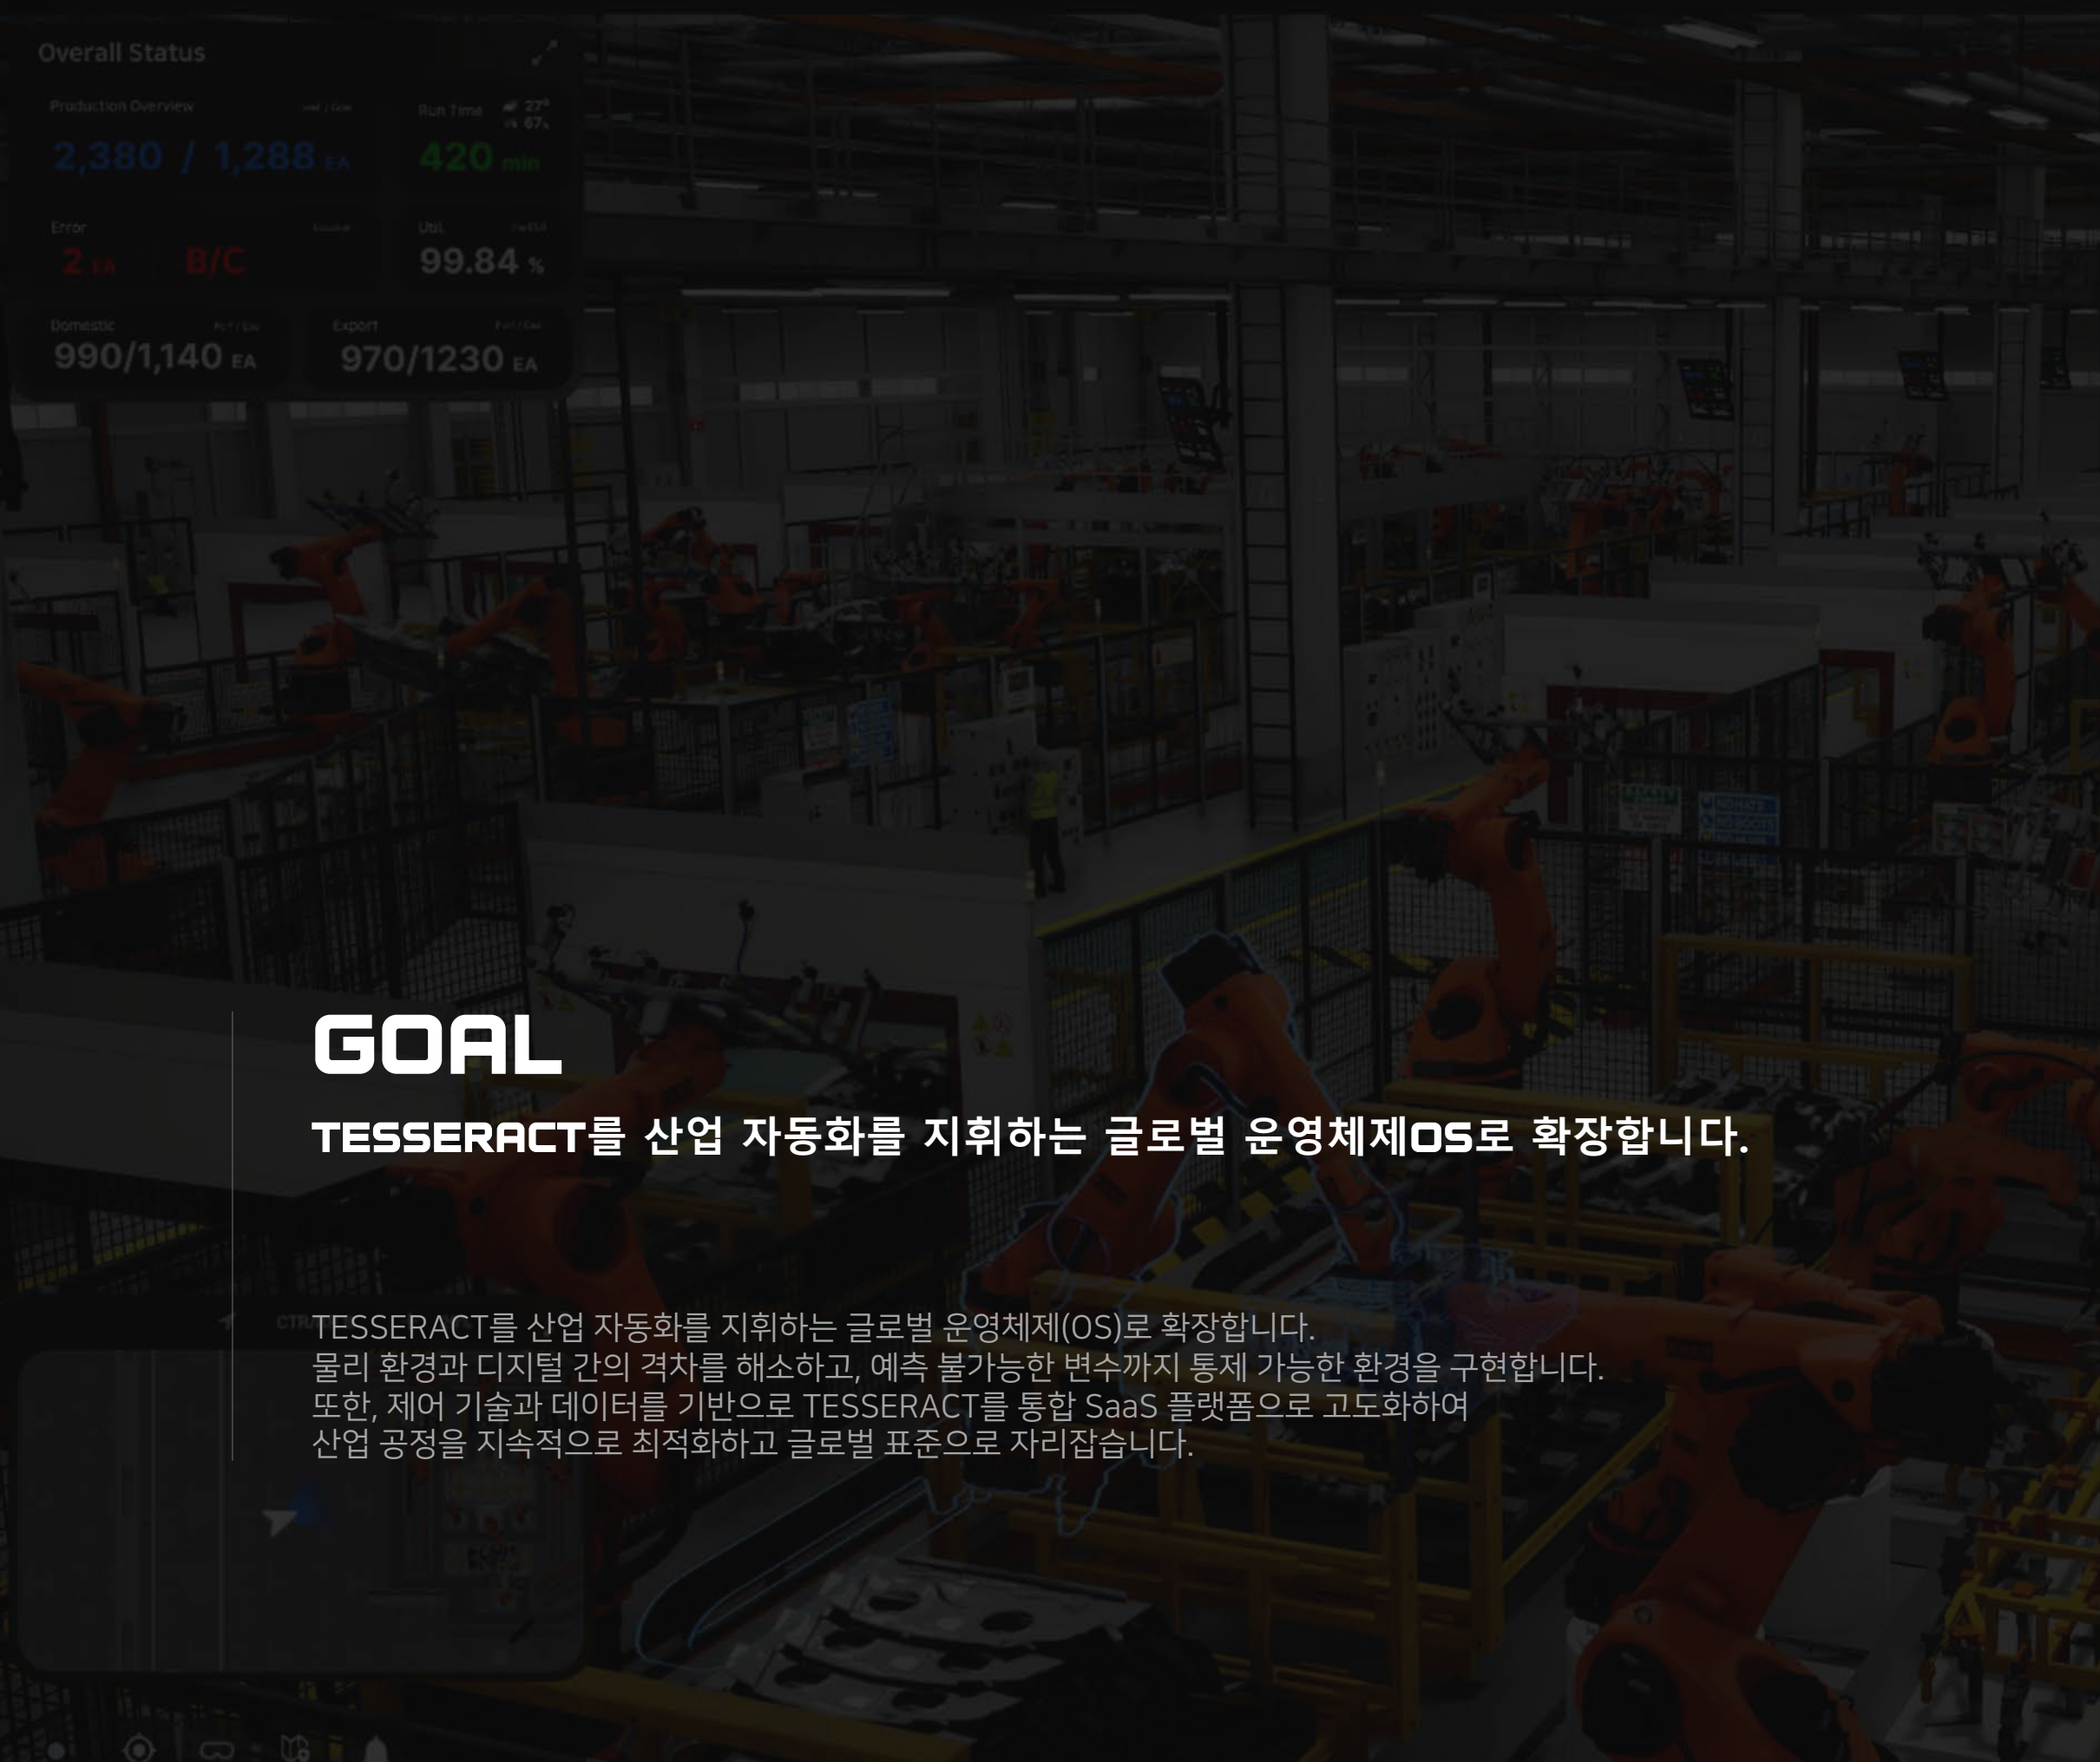 Overall Status
Production Overview
Run Time
27°
67%
2,380 / 1,288 EA
420 min
Error
Util
2 EA
B/C
99.84 %
Domestic
Export
990/1,140 EA
970/1230 EA
GOAL
TESSERACT를 산업 자동화를 지휘하는 글로벌 운영체제OS로 확장합니다.
TESSERACT를 산업 자동화를 지휘하는 글로벌 운영체제(OS)로 확장합니다.
물리 환경과 디지털 간의 격차를 해소하고, 예측 불가능한 변수까지 통제 가능한 환경을 구현합니다.
또한, 제어 기술과 데이터를 기반으로 TESSERACT를 통합 SaaS 플랫폼으로 고도화하여
산업 공정을 지속적으로 최적화하고 글로벌 표준으로 자리잡습니다.